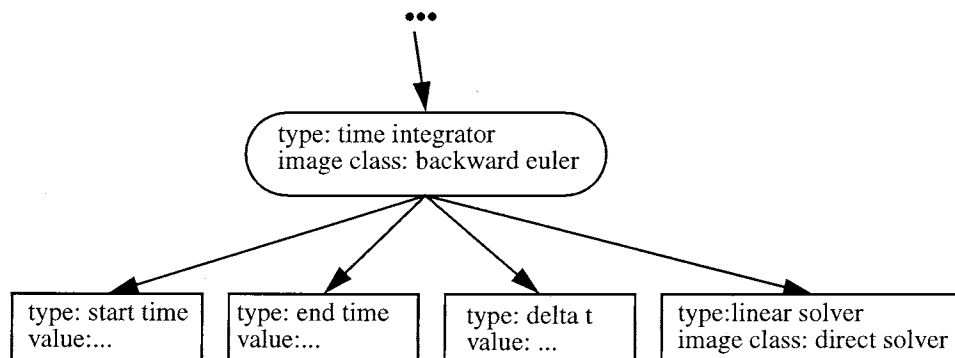 •••
type: time integrator
image class: backward euler
type: start time
value:...
type: end time
value:...
type: delta t
value: ...
type:linear solver
image class: direct solver